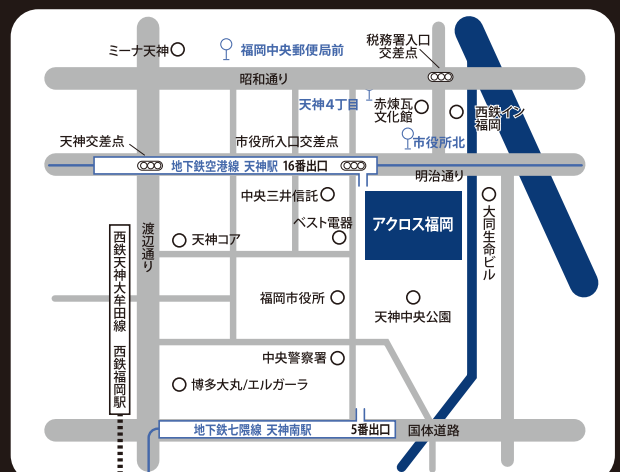 ミーナ天神
福岡中央郵便局前
税務署入口
交差点
昭和通り
天神4丁目
赤煉瓦
文化館
西鉄イン
福岡
市役所北
天神交差点
市役所入口交差点
地下鉄空港線 天神駅 16番出口
明治通り
中央三井信託
ベスト電器
アクロス福岡
大同生命ビル
渡辺通り
天神コア
西鉄天神大牟田線 西鉄福岡駅
福岡市役所
天神中央公園
中央警察署
博多大丸/エルガーラ
地下鉄七隈線 天神南駅 5番出口
国体道路